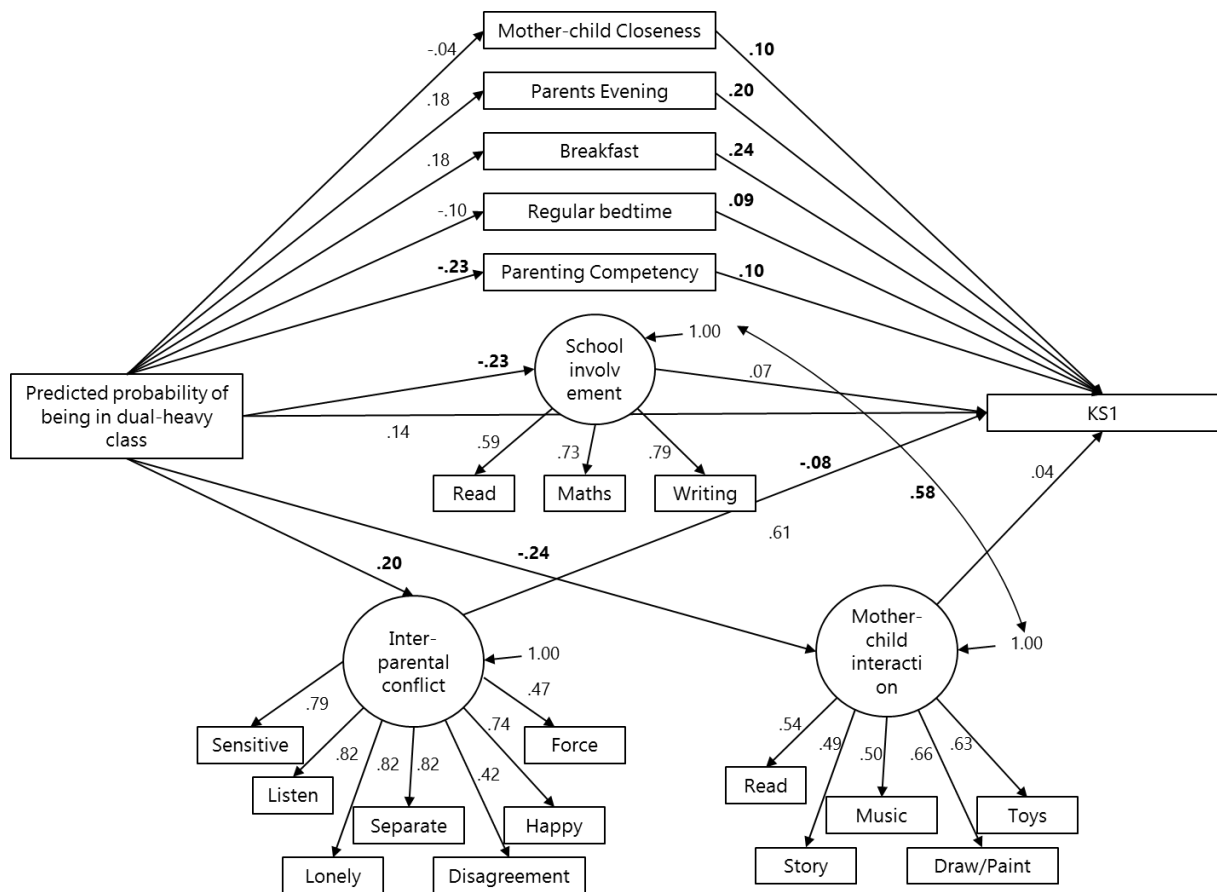 Mother-child Closeness
-.04
.10
Parents Evening
.18
.20
Breakfast
.18
.24
Regular bedtime
-.10
.09
Parenting Competency
-.23
.10
School
involv
ement
1.00
-.23
.07
Predicted probability of
being in dual-heavy
class
KS1
.14
.59
.73
.79
Read
Maths
Writing
-.08
.58
.04
.61
-.24
.20
Inter-
parental
conflict
1.00
Mother-
child
interacti
on
1.00
.79
.82
.82
.82
.42
.74
.47
Sensitive
Listen
Lonely
Separate
Disagreement
Happy
Force
.54
.49
.50
.66
.63
Read
Story
Music
Draw/Paint
Toys